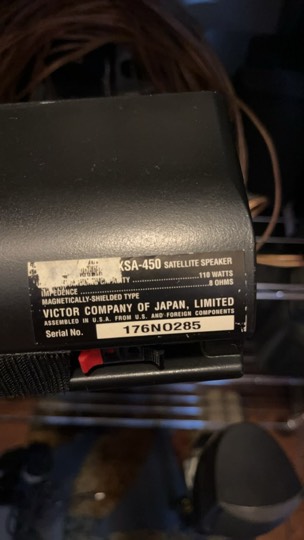 XSA-450 SATELLITE SPEAKER
110 WATTS
IMPEDENCE 8 OHMS
MAGNETICALLY-SHIELDED TYPE
VICTOR COMPANY OF JAPAN, LIMITED
ASSEMBLED IN U.S.A. FROM U.S. AND FOREIGN COMPONENTS
Serial No. 176N0285